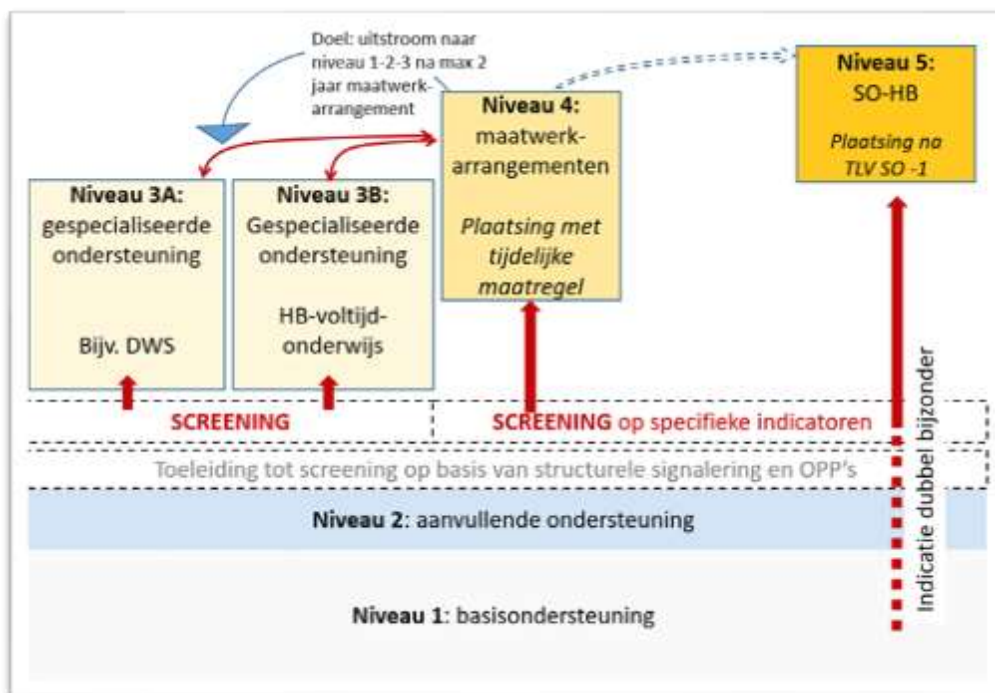 Doel: uitstroom naar
niveau 1-2-3 na max 2
jaar maatwerk-
arrangement
Niveau 5:
SO-HB
Plaatsing na
TLV SO -1
Niveau 4:
maatwerk-
arrangementen
Plaatsing met
tijdelijke
maatregel
Niveau 3A:
gespecialiseerde
ondersteuning
Bijv. DWS
Niveau 3B:
Gespecialiseerde
ondersteuning
HB-voltijd-
onderwijs
SCREENING
SCREENING op specifieke indicatoren
Toeleiding tot screening op basis van structurele signalering en OPP's
Niveau 2: aanvullende ondersteuning
Niveau 1: basisondersteuning
Indicatie dubbel bijzonder